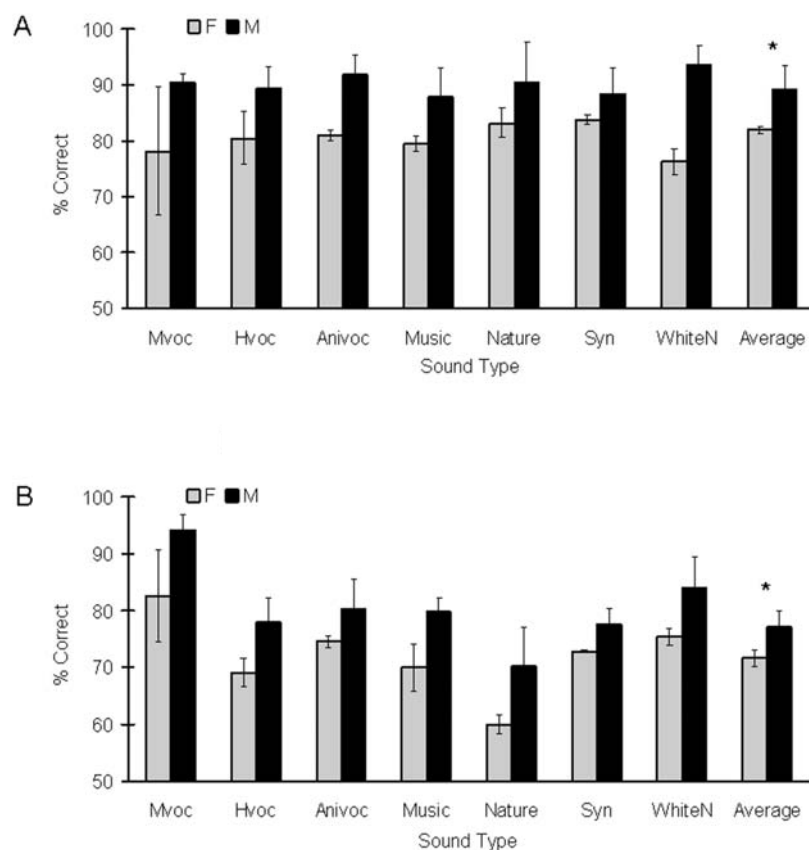 A
F M
100
90
80
70
60
50
% Correct
*
Mvoc Hvoc Anivoc Music Nature Syn WhiteN Average
Sound Type
B
F M
100
90
80
70
60
50
% Correct
*
Mvoc Hvoc Anivoc Music Nature Syn WhiteN Average
Sound Type